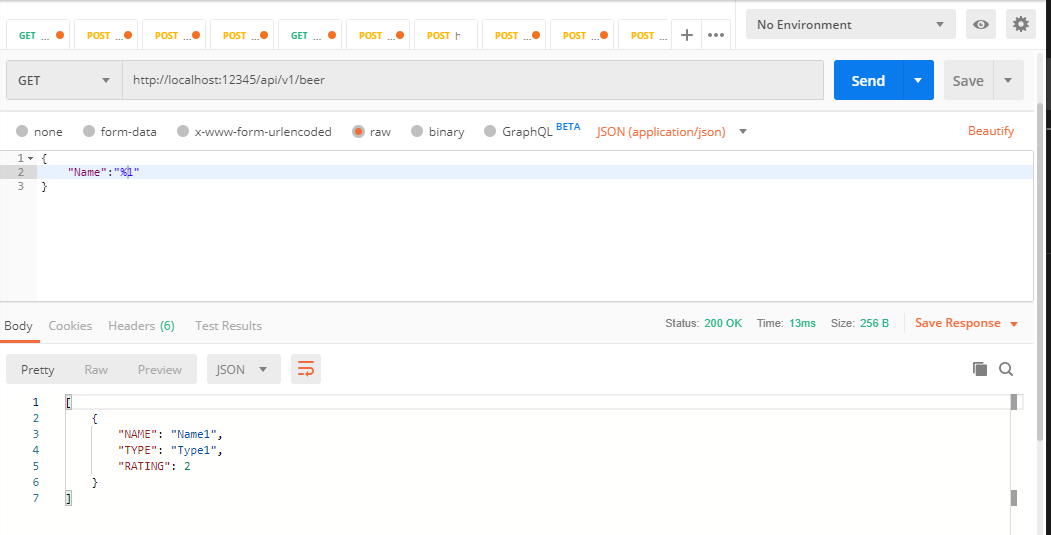 GET ... POST ... POST ... POST ... GET ... POST ... POST h POST ... POST ... POST ... + ••• No Environment
GET http://localhost:12345/api/v1/beer Send Save
none form-data x-www-form-urlencoded raw binary GraphQL BETA JSON (application/json) Beautify
1 {
2 "Name":"%1"
3 }
Body Cookies Headers (6) Test Results Status: 200 OK Time: 13ms Size: 256 B Save Response
Pretty Raw Preview JSON
1 [
2 {
3 "NAME": "Name1",
4 "TYPE": "Type1",
5 "RATING": 2
6 }
7 ]